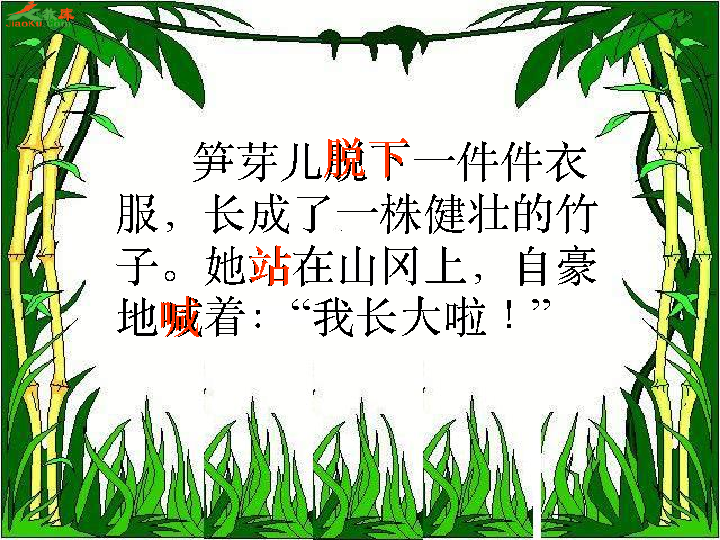 笋芽儿脱下一件件衣
服，长成了一株健壮的竹
子。她站在山冈上，自豪
地喊着：“我长大啦！”